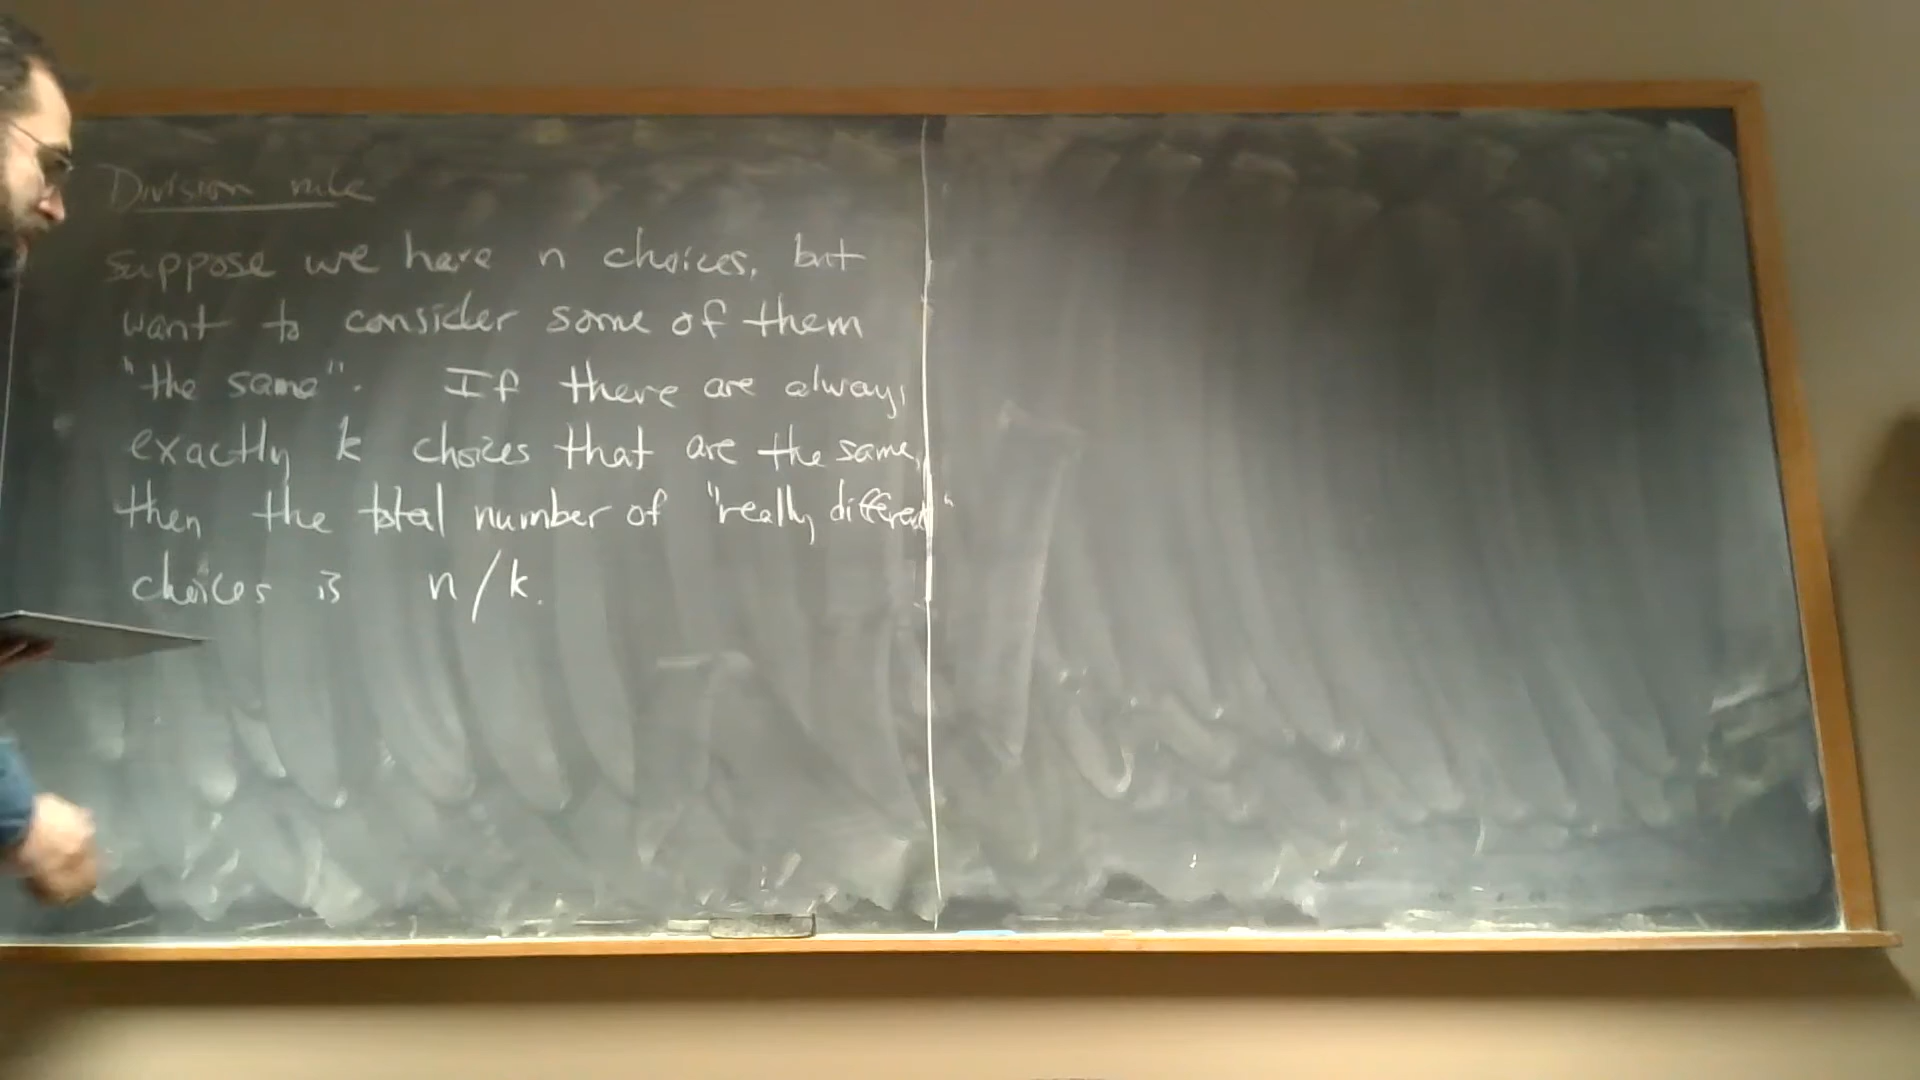 Division rule
suppose we have n choices, but
want to consider some of them
"the same". If there are always
exactly k choices that are the same,
then the total number of "really different"
choices is n/k.